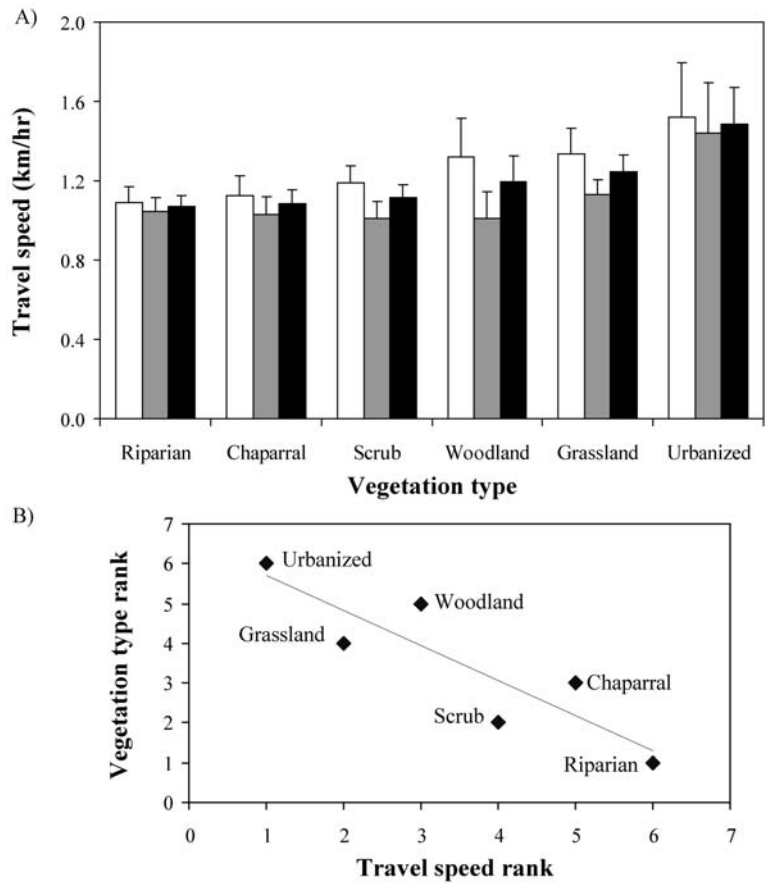 A)
Travel speed (km/hr)
2.0
1.6
1.2
0.8
0.4
0.0
Riparian Chaparral Scrub Woodland Grassland Urbanized
Vegetation type
B)
Vegetation type rank
7
6
5
4
3
2
1
0
Urbanized
Woodland
Grassland
Chaparral
Scrub
Riparian
0 1 2 3 4 5 6 7
Travel speed rank